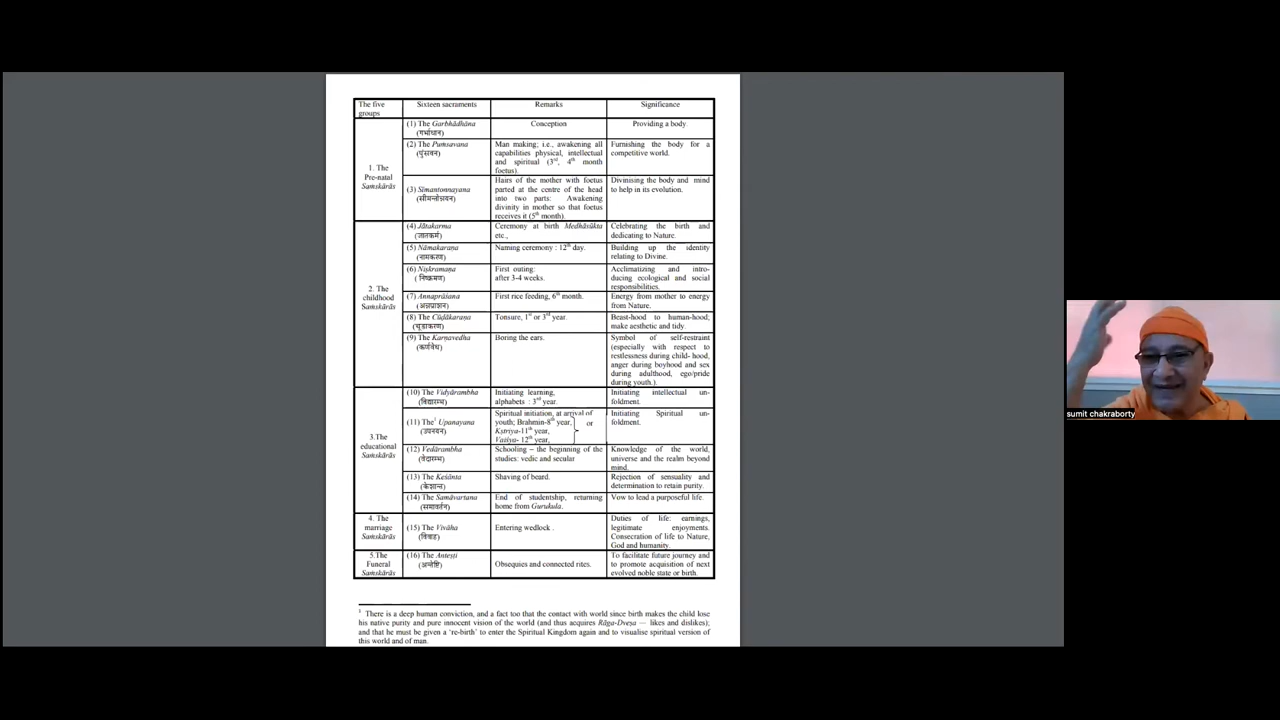 The five groups | Sixteen sacraments | Remarks | Significance
1. The
Pre-natal
Saṁskārās
(1) The Garbhādhāna
(गर्भाधान)
Conception
Providing a body
(2) The Puṁsavana
(पुंसवन)
Man making; i.e., awakening all
capabilities physical, intellectual
and spiritual (3rd, 4th month
foetus).
Furnishing the body for a
competitive world.
(3) Sīmantonnayana
Hairs of the mother with foetus
parted at the centre of the head
into two parts: Awakening
divinity in mother so that foetus
receives it (5th month).
Divinising the body and mind
to help in its evolution.
2. The
childhood
Saṁskārās
(4) Jātakarma
(जातकर्म)
Ceremony at birth Medhāsūkta
etc.,
Celebrating the birth and
dedicating to Nature.
(5) Nāmakaraṇa
(नामकरण)
Naming ceremony : 12th day.
Building up the identity
relating to Divine.
(6) Niṣkramaṇa
(निष्क्रमण)
First outing:
after 3-4 weeks.
Acclimatizing and intro-
ducing ecological and social
responsibilities.
(7) Annaprāśana
(अन्नप्राशन)
First rice feeding, 6th month.
Energy from mother to energy
from Nature.
(8) The Cūḍākaraṇa
(चूडाकरण)
Tonsure, 1st or 3rd year.
Beast-hood to human-hood;
make aesthetic and tidy.
(9) The Karṇavedha
(कर्णवेध)
Boring the ears.
Symbol of self-restraint
(especially with respect to
restlessness during child- hood,
anger during boyhood and sex
during adulthood, ego/pride
during youth.).
3.The
educational
Saṁskārās
(10) The Vidyārambha
(विद्यारम्भ)
Initiating learning,
alphabets : 3rd year.
Initiating intellectual un-
foldment.
(11) The1 Upanayana
(उपनयन)
Spiritual initiation, at arrival of
youth; Brahmin-8th year, or
Kṣtriya-11th year,
Vaiśya- 12th year,
Initiating Spiritual un-
foldment.
(12) Vedārambha
(वेदारम्भ)
Schooling – the beginning of the
studies: vedic and secular
Knowledge of the world,
universe and the realm beyond
mind.
(13) The Keśānta
(केशान्त)
Shaving of beard.
Rejection of sensuality and
determination to retain purity.
(14) The Samāvartana
(समावर्तन)
End of studentship, returning
home from Gurukula.
Vow to lead a purposeful life.
4. The
marriage
Saṁskārās
(15) The Vivāha
(विवाह)
Entering wedlock .
Duties of life: earnings,
legitimate enjoyments.
Consecration of life to Nature,
God and humanity.
5.The
Funeral
Saṁskārās
(16) The Anteṣṭi
(अन्तेष्टि)
Obsequies and connected rites.
To facilitate future journey and
to promote acquisition of next
evolved noble state or birth.
1 There is a deep human conviction, and a fact too that the contact with world since birth makes the child lose
his native purity and pure innocent vision of the world (and thus acquires Rāga-Dveṣa — likes and dislikes);
and that he must be given a ‘re-birth’ to enter the Spiritual Kingdom again and to visualise spiritual version of
this world and of man.
sumit chakraborty